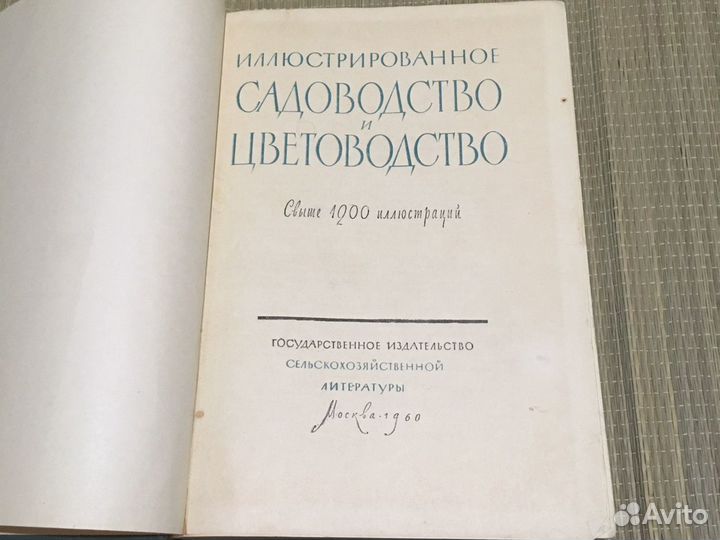 ИЛЛЮСТРИРОВАННОЕ
САДОВОДСТВО
И
ЦВЕТОВОДСТВО
Свыше 1200 иллюстраций
ГОСУДАРСТВЕННОЕ ИЗДАТЕЛЬСТВО
СЕЛЬСКОХОЗЯЙСТВЕННОЙ
ЛИТЕРАТУРЫ
Москва·1960
Avito